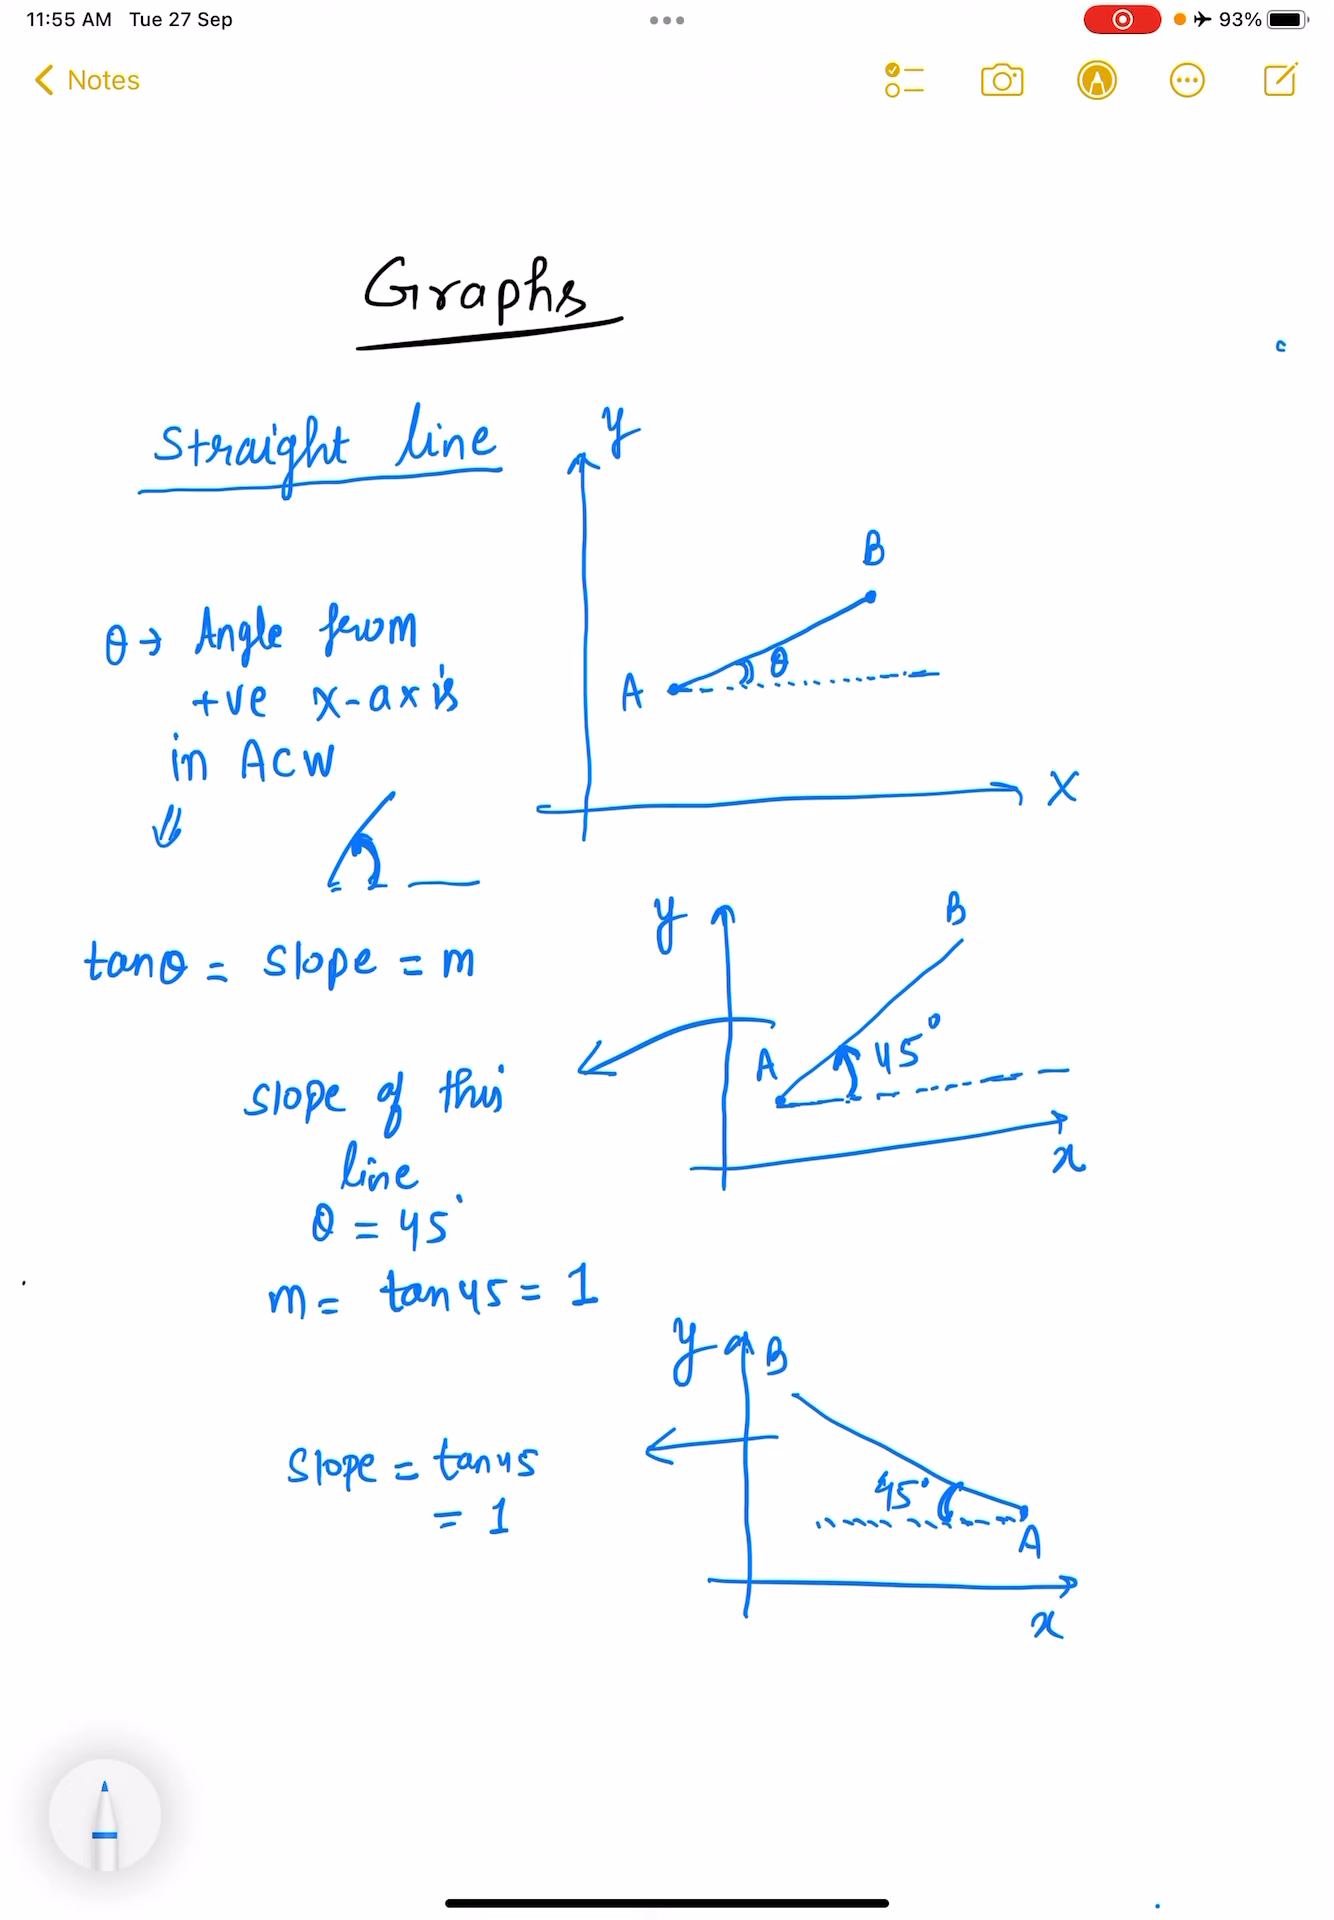 11:55 AM Tue 27 Sep
93%
Notes
Graphs
Straight line
y
B
θ → Angle from
+ve x-axis
in ACW
A
θ
X
tanθ = slope = m
y
B
A
45°
x
slope of this
line
θ = 45°
m = tan45 = 1
y
B
Slope = tan45
= 1
45°
A
x